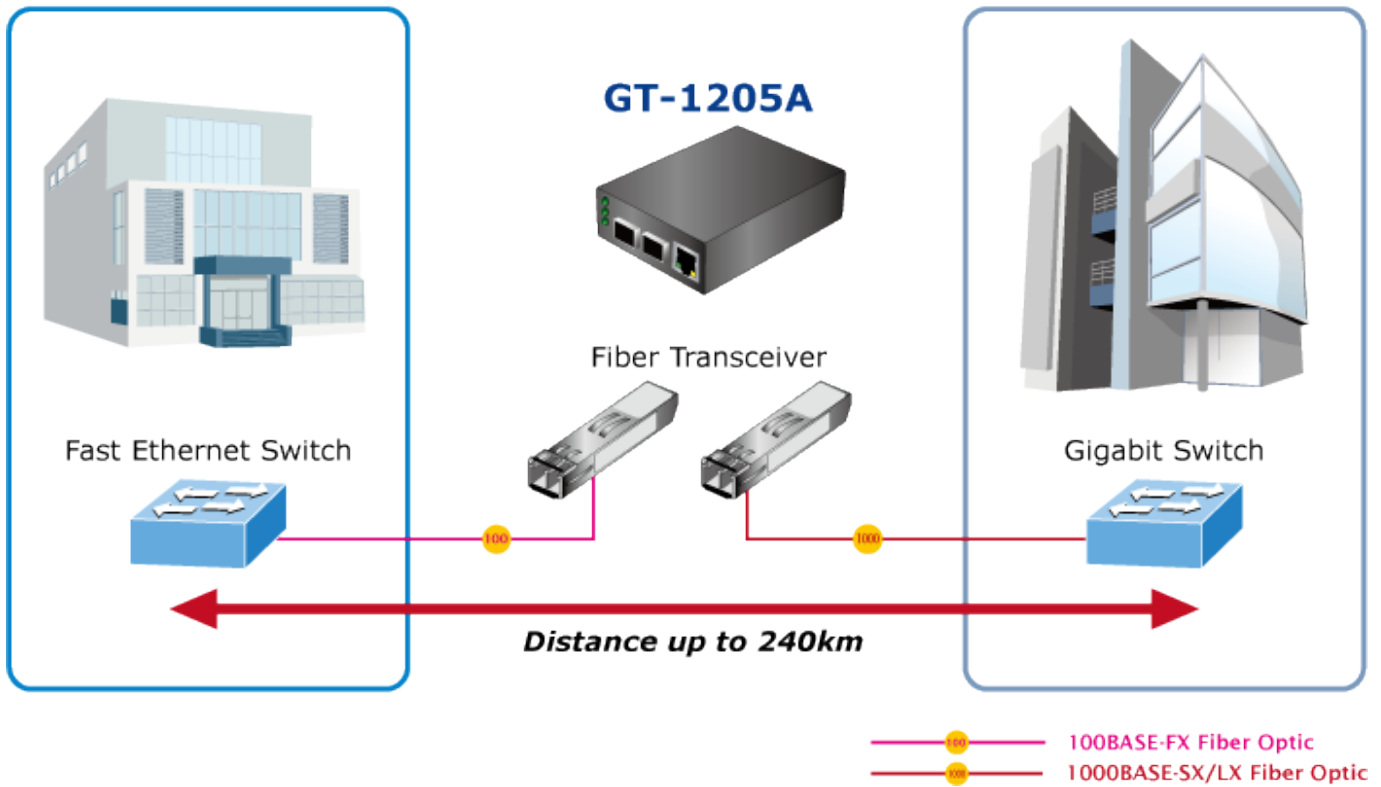 GT-1205A
Fiber Transceiver
Fast Ethernet Switch
Gigabit Switch
100
1000
Distance up to 240km
100 100BASE-FX Fiber Optic
1000 1000BASE-SX/LX Fiber Optic